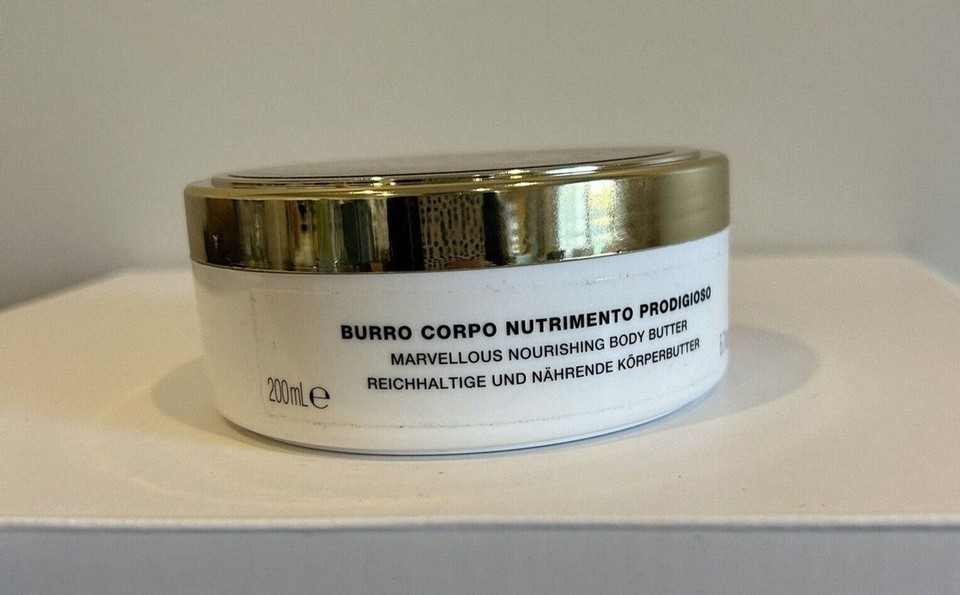 BURRO CORPO NUTRIMENTO PRODIGIOSO
MARVELLOUS NOURISHING BODY BUTTER
REICHHALTIGE UND NÄHRENDE KÖRPERBUTTER
200mL℮